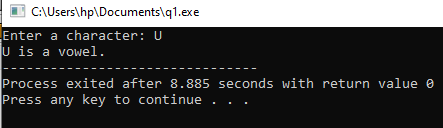 C:\Users\hp\Documents\q1.exe
Enter a character: U
U is a vowel.
--------------------------------
Process exited after 8.885 seconds with return value 0
Press any key to continue . . .